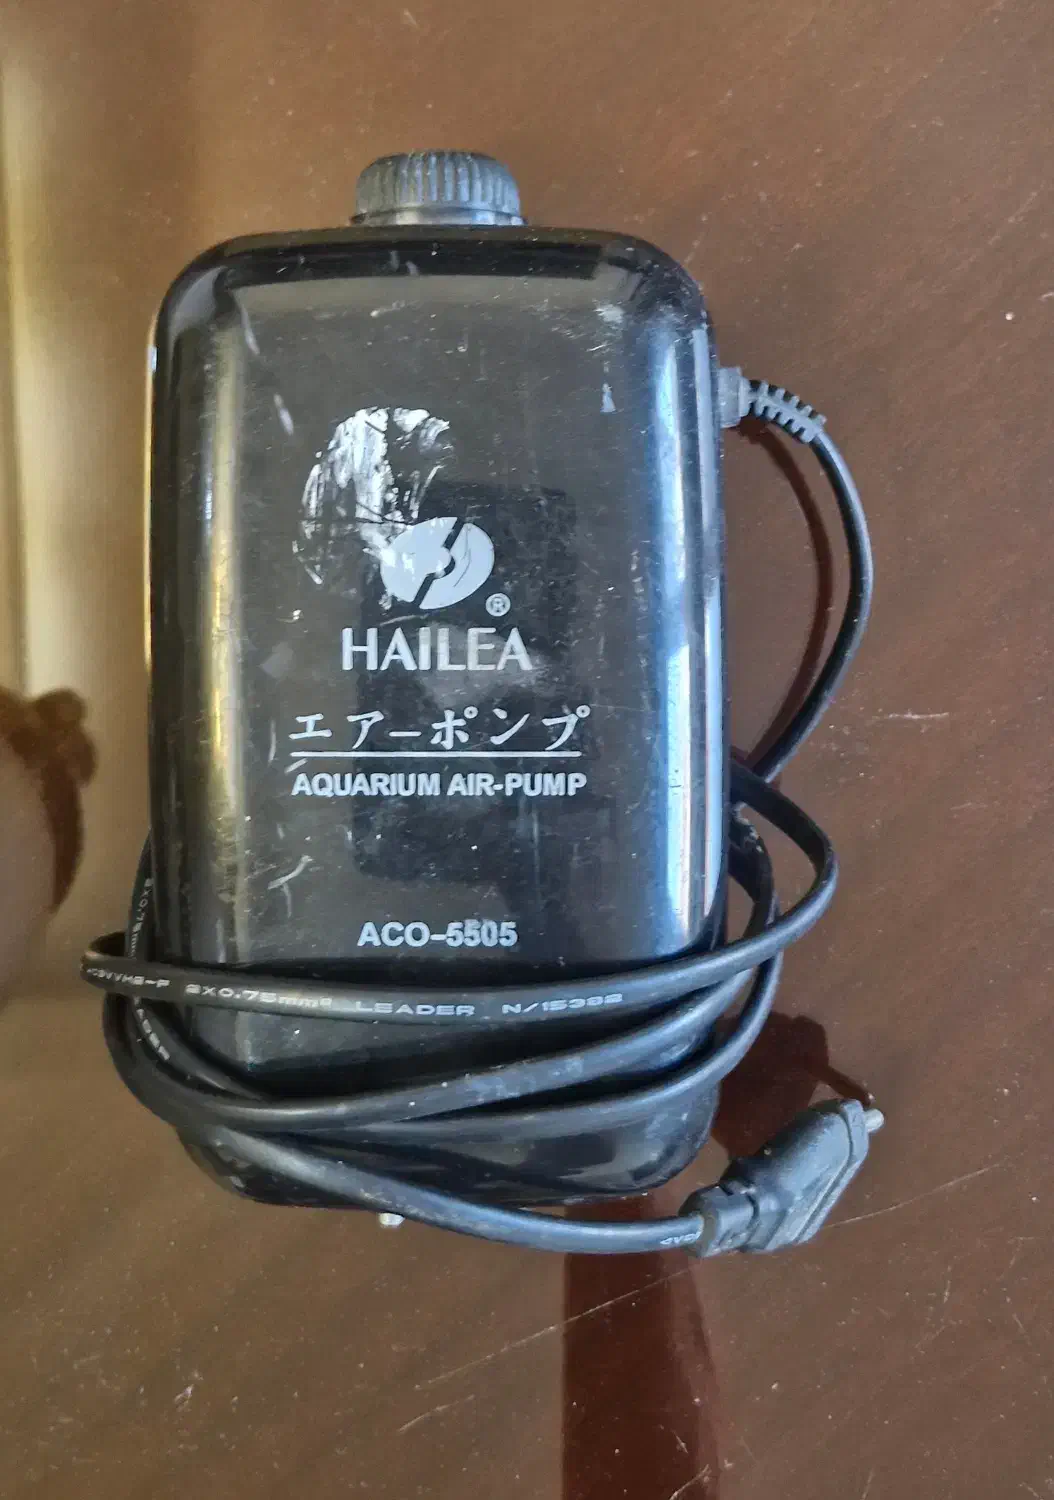 ®
HAILEA
エアーポンプ
AQUARIUM AIR-PUMP
ACO-5505
2X0.75mm² LEADER N/15392